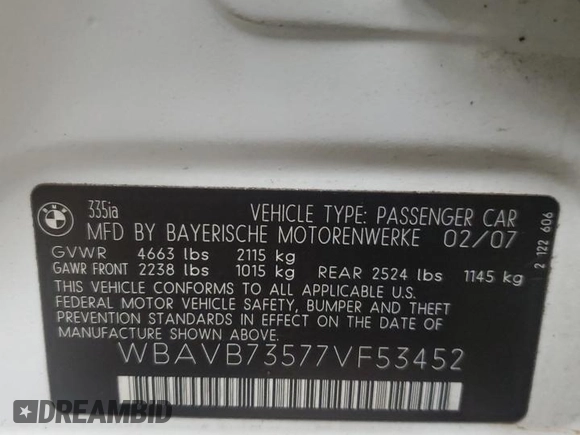 BMW 335ia VEHICLE TYPE: PASSENGER CAR
MFD BY BAYERISCHE MOTORENWERKE 02/07
GVWR 4663 lbs 2115 kg
GAWR FRONT 2238 lbs 1015 kg REAR 2524 lbs 1145 kg
THIS VEHICLE CONFORMS TO ALL APPLICABLE U.S.
FEDERAL MOTOR VEHICLE SAFETY, BUMPER AND THEFT
PREVENTION STANDARDS IN EFFECT ON THE DATE OF
MANUFACTURE SHOWN ABOVE.
WBAVB73577VF53452
2 122 606
DREAMBID